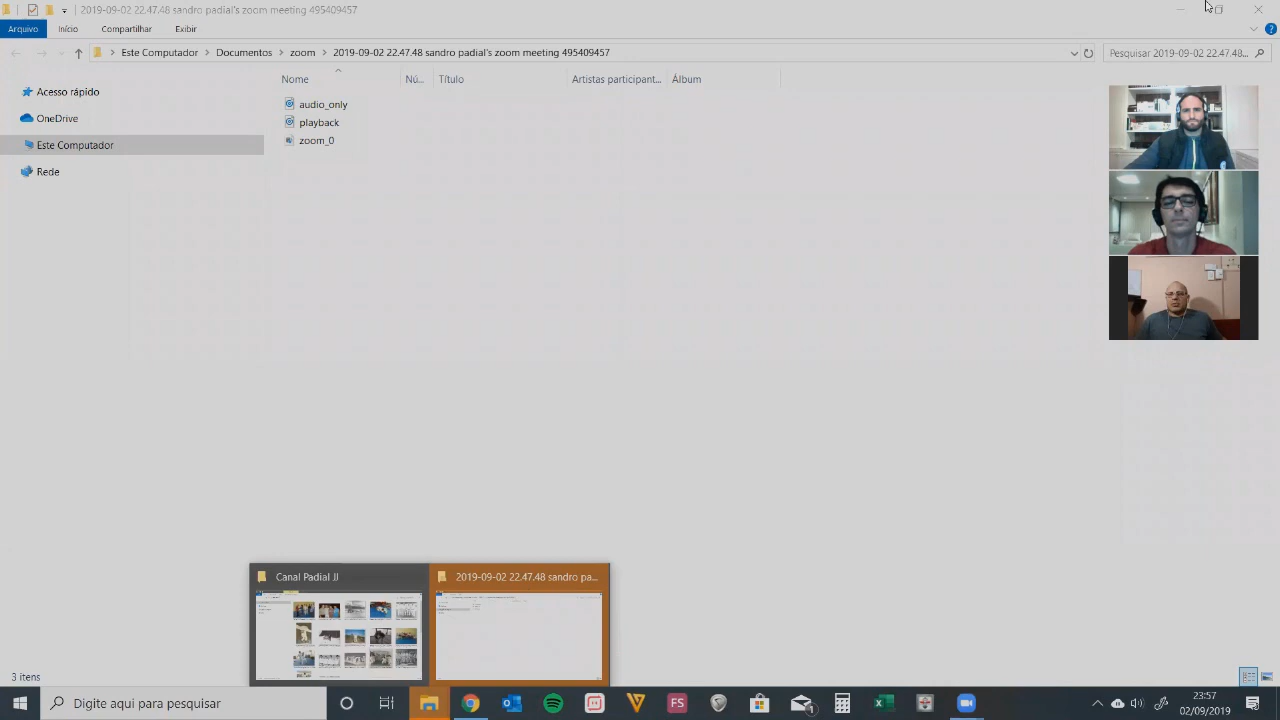 2019-09-02 22.47.48 sandro padial's zoom meeting 495409457
Arquivo Início Compartilhar Exibir
Este Computador > Documentos > zoom > 2019-09-02 22.47.48 sandro padial's zoom meeting 495409457
Pesquisar 2019-09-02 22.47.48...
Nome Nú... Título Artistas participant... Álbum
Acesso rápido
OneDrive
Este Computador
Rede
audio_only
playback
zoom_0
Canal Padial JJ
2019-09-02 22.47.48 sandro pa...
3 itens
Digite aqui para pesquisar
FS
1
23:57
02/09/2019